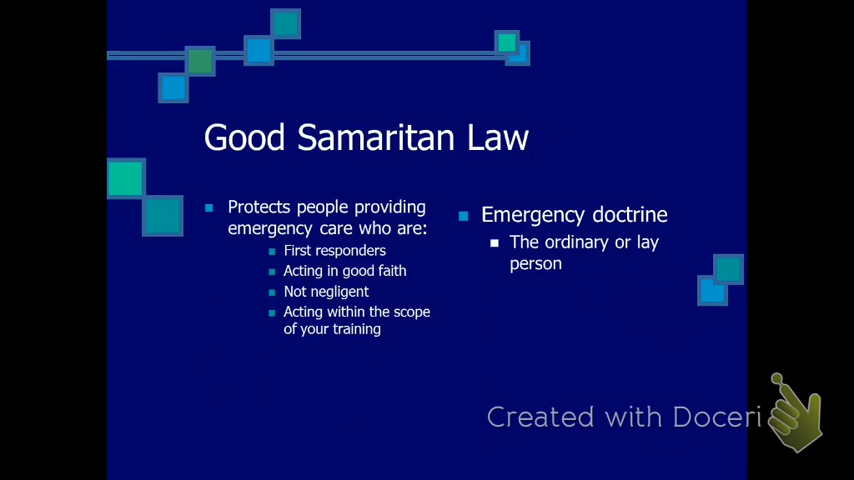 Good Samaritan Law
Protects people providing
emergency care who are:
First responders
Acting in good faith
Not negligent
Acting within the scope
of your training
Emergency doctrine
The ordinary or lay
person
Created with Doceri